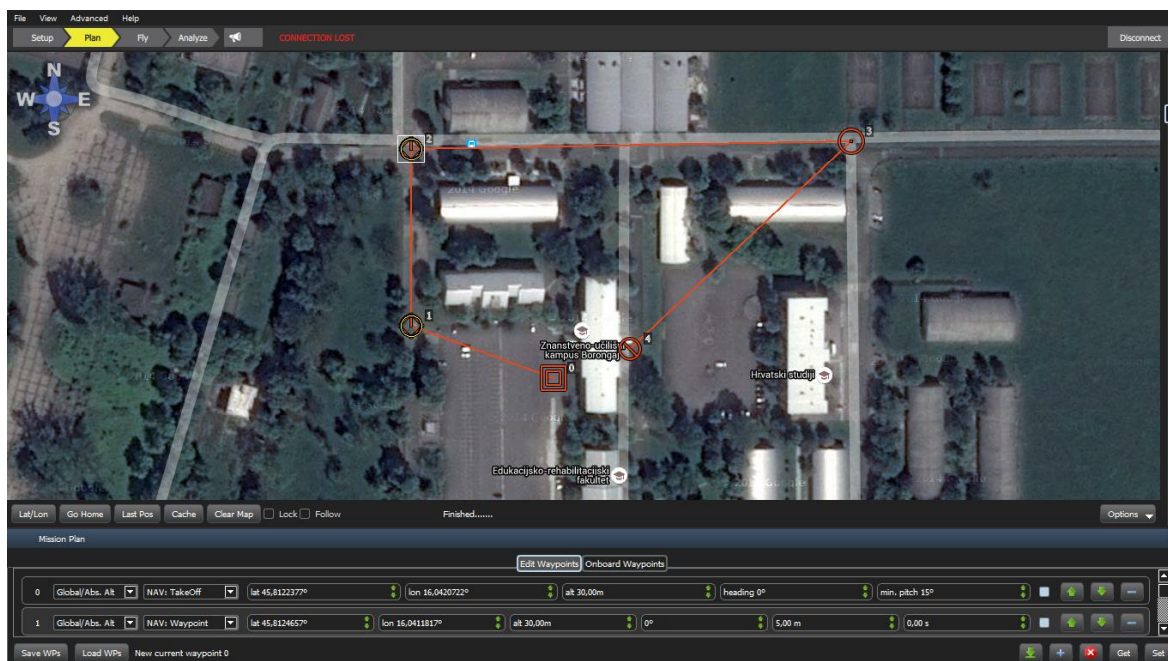 File View Advanced Help
Setup Plan Fly Analyze CONNECTION LOST Disconnect
N
W E
S
2
3
2014 Google
1
4
Znanstveno-učilišni
kampus Borongaj
0
Hrvatski studiji
Edukacijsko-rehabilitacijski
fakultet
Lat/Lon Go Home Last Pos Cache Clear Map Lock Follow Finished....... Options
Mission Plan
Edit Waypoints Onboard Waypoints
0 Global/Abs. Alt NAV: TakeOff lat 45,8122377º lon 16,0420722º alt 30,00m heading 0º min. pitch 15º
1 Global/Abs. Alt NAV: Waypoint lat 45,8124657º lon 16,0411817º alt 30,00m 0º 5,00 m 0,00 s
Save WPs Load WPs New current waypoint 0 Get Set